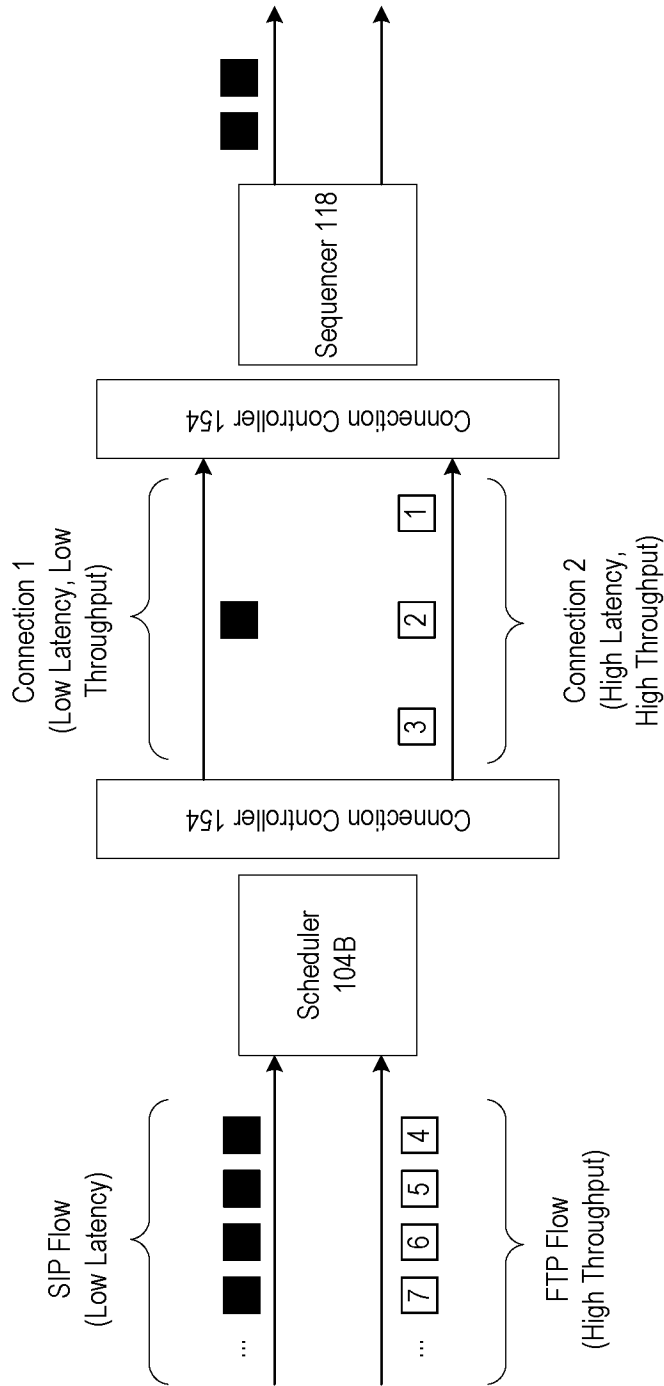 SIP Flow
(Low Latency)
...
...
7
6
5
4
FTP Flow
(High Throughput)
Scheduler
104B
Connection Controller 154
Connection 1
(Low Latency, Low
Throughput)
3
2
1
Connection 2
(High Latency,
High Throughput)
Connection Controller 154
Sequencer 118